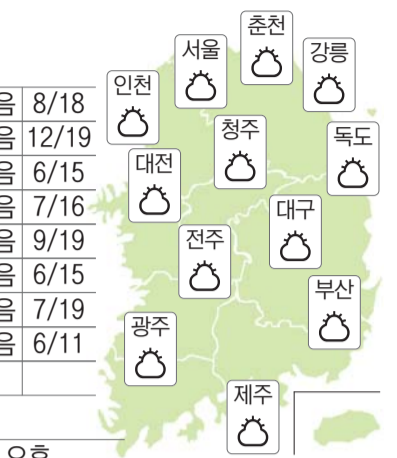 춘천
서울
강릉
인천
음 8/18
음 12/19
청주
독도
음 6/15
대전
음 7/16
대구
음 9/19
전주
음 6/15
부산
음 7/19
광주
음 6/11
제주
오후